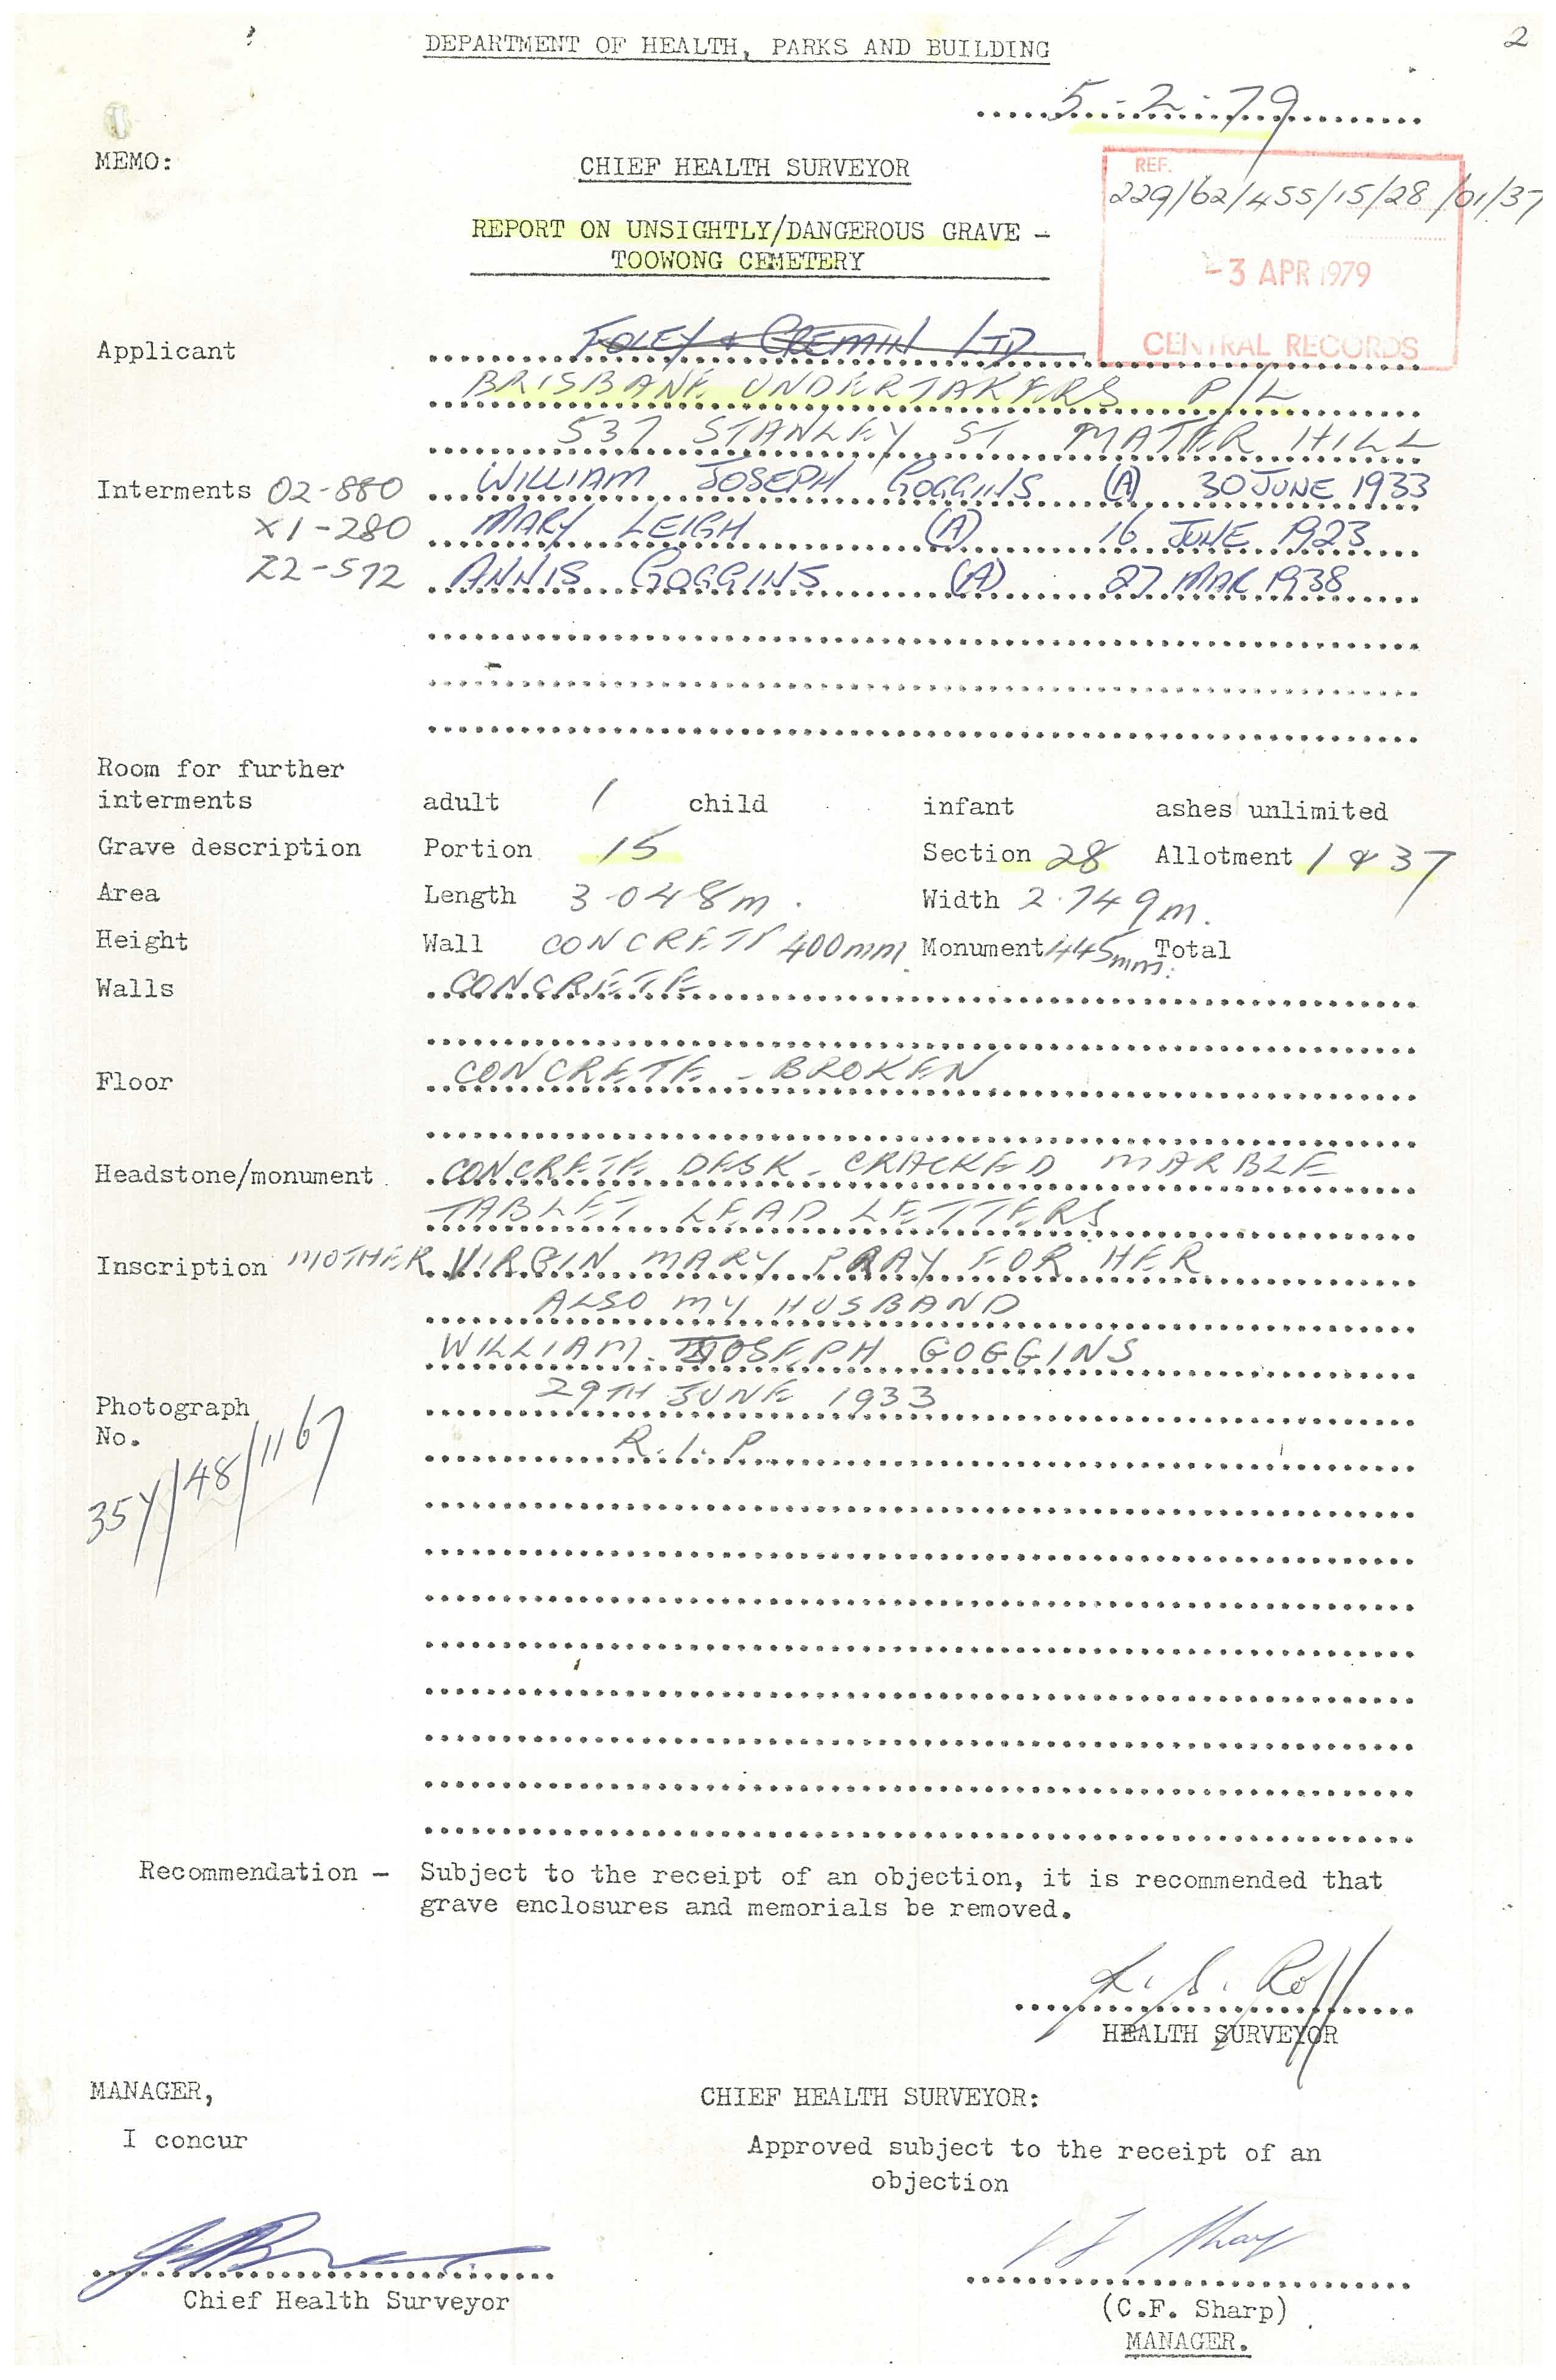 2
DEPARTMENT OF HEALTH, PARKS AND BUILDING
5-2-79
MEMO:
CHIEF HEALTH SURVEYOR
REF.
229/62/455/15/28/01/37
REPORT ON UNSIGHTLY/DANGEROUS GRAVE -
TOOWONG CEMETERY
-3 APR 1979
CENTRAL RECORDS
Applicant FOLEY & CREMAIN LTD
BRISBANE UNDERTAKERS P/L
537 STANLEY ST MATER HILL
Interments 02-880 WILLIAM JOSEPH GOGGINS (A) 30 JUNE 1933
X1-280 MARY LEIGH (A) 16 JUNE 1923
Z2-572 ANNIS GOGGINS (A) 27 MAR 1938
Room for further
interments adult 1 child infant ashes unlimited
Grave description Portion 15 Section 28 Allotment 1 & 37
Area Length 3.048m. Width 2.749m.
Height Wall CONCRETE 400mm Monument 445mm. Total
Walls CONCRETE
Floor CONCRETE - BROKEN
Headstone/monument CONCRETE DESK - CRACKED MARBLE
TABLET LEAD LETTERS
Inscription MOTHER VIRGIN MARY PRAY FOR HER
ALSO MY HUSBAND
WILLIAM. JOSEPH GOGGINS
29TH JUNE 1933
R.I.P.
Photograph
No.
35Y/48/1167
Recommendation - Subject to the receipt of an objection, it is recommended that
grave enclosures and memorials be removed.
HEALTH SURVEYOR
MANAGER,
I concur
CHIEF HEALTH SURVEYOR:
Approved subject to the receipt of an
objection
Chief Health Surveyor
(C.F. Sharp)
MANAGER.